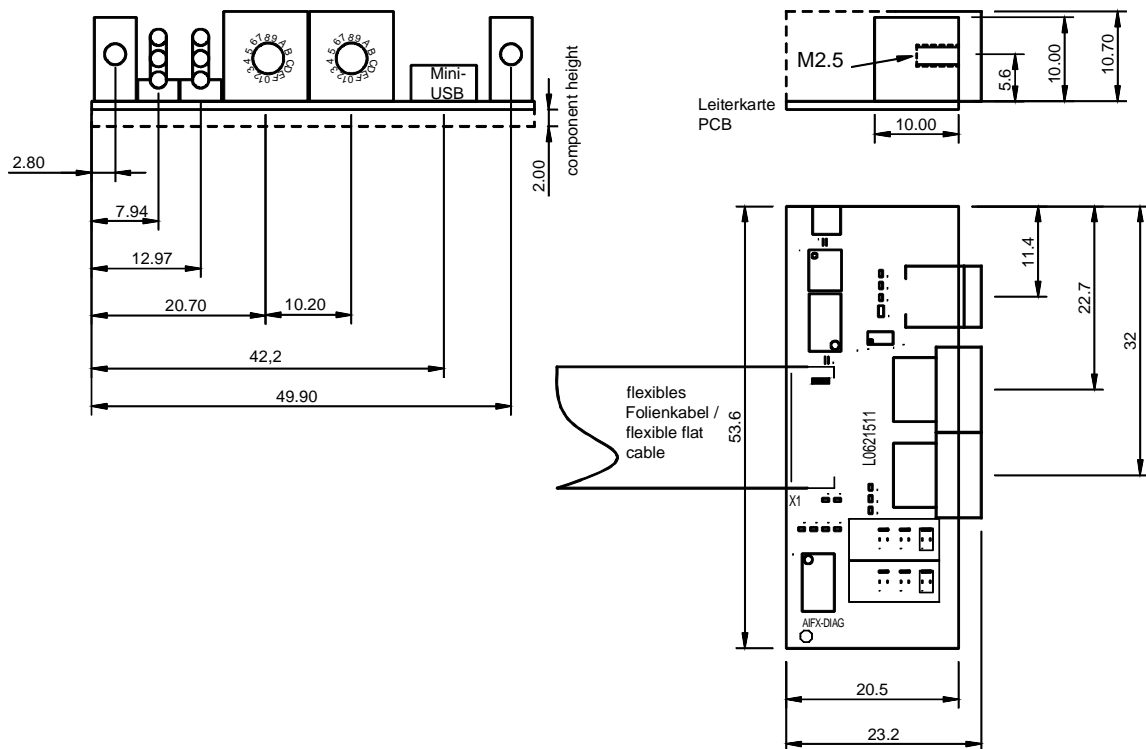 456789ABCDEF0123
456789ABCDEF0123
Mini-
USB
component height
2.00
2.80
7.94
12.97
20.70
10.20
42,2
49.90
M2.5
5.6
10.00
10.70
Leiterkarte
PCB
10.00
11.4
22.7
32
53.6
flexibles
Folienkabel /
flexible flat
cable
L0621511
X1
AIFX-DIAG
20.5
23.2